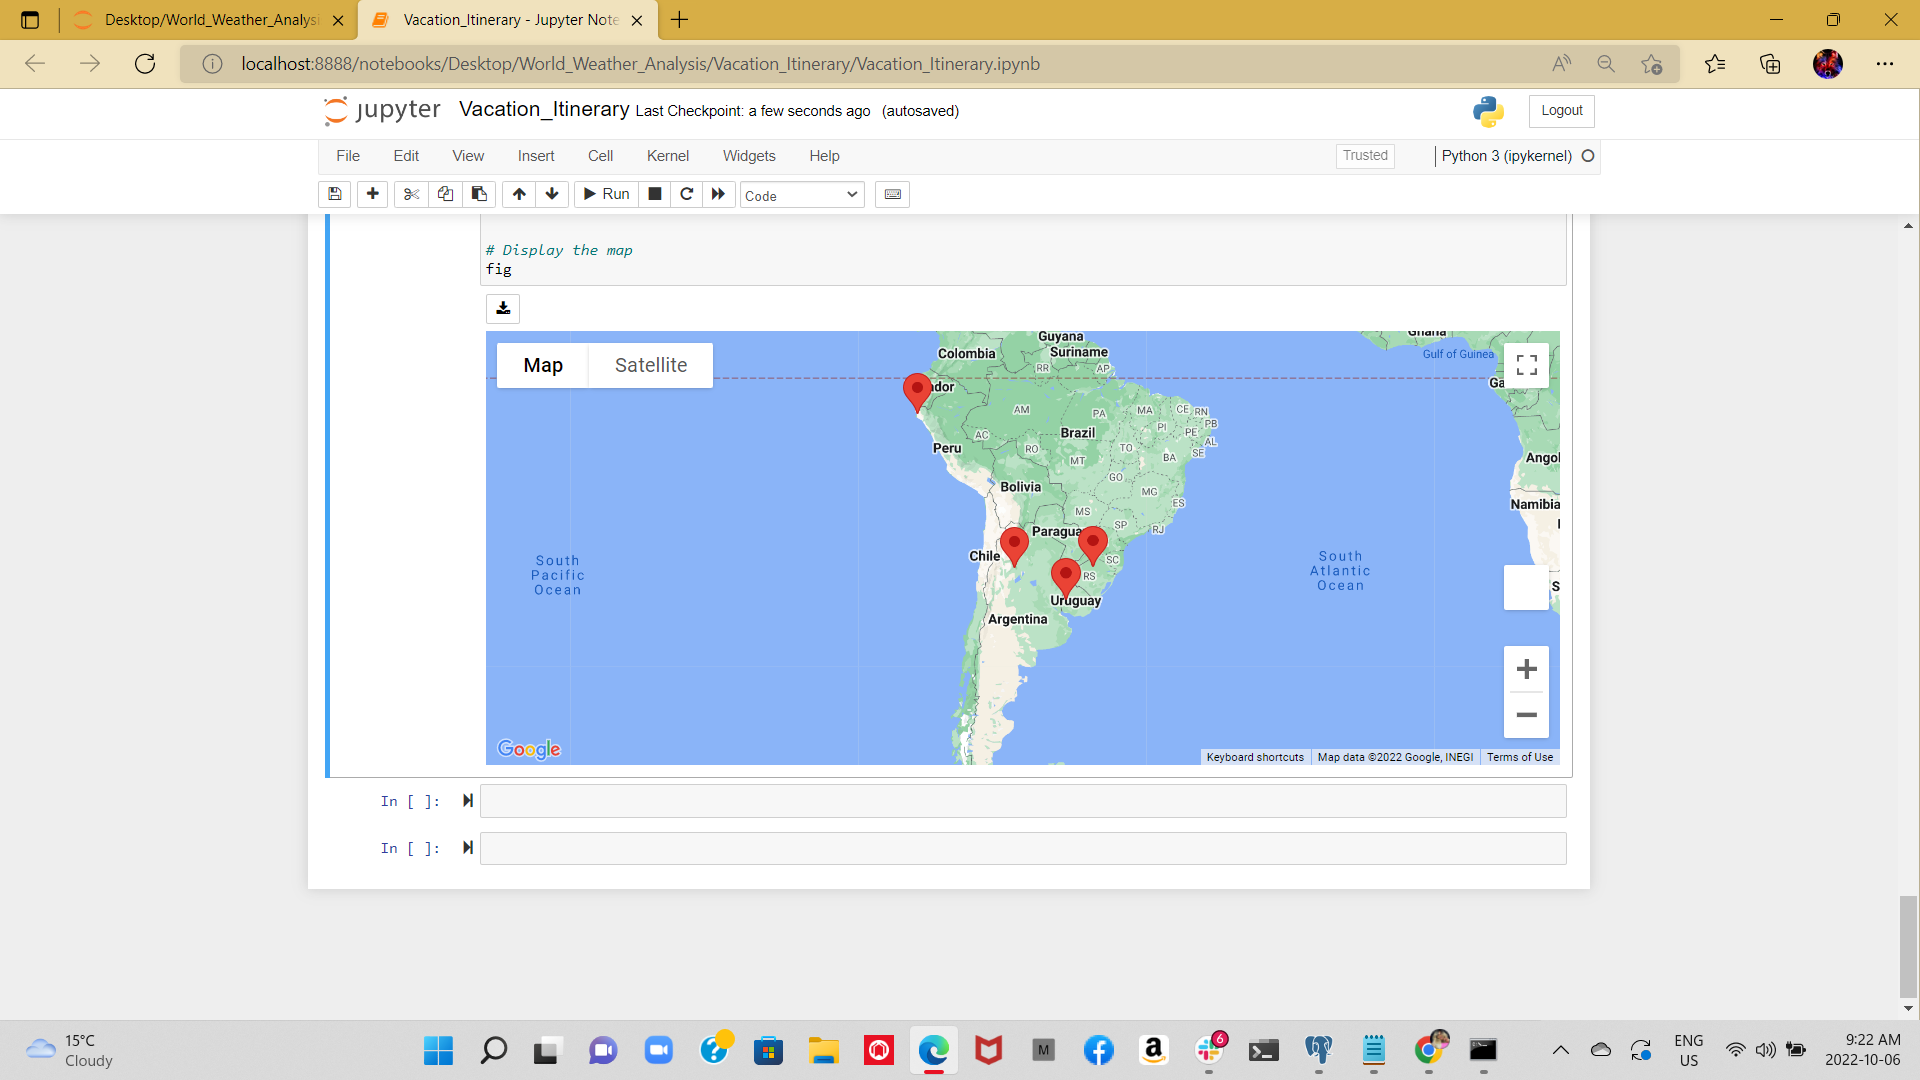 Desktop/World_Weather_Analysi
Vacation_Itinerary - Jupyter Note
localhost:8888/notebooks/Desktop/World_Weather_Analysis/Vacation_Itinerary/Vacation_Itinerary.ipynb
jupyter Vacation_Itinerary Last Checkpoint: a few seconds ago (autosaved)
Logout
File Edit View Insert Cell Kernel Widgets Help
Trusted
Python 3 (ipykernel)
Run
Code
# Display the map
fig
Map Satellite
Guyana
Colombia
Suriname
Ghana
Gulf of Guinea
RR
AP
dor
Ga
AM
PA
MA
CE
RN
PB
PI
PE
AL
AC
Brazil
Peru
RO
TO
SE
MT
BA
Angol
GO
Bolivia
MG
ES
Namibia
MS
SP
RJ
Paragua
Chile
SC
RS
South
Pacific
Ocean
South
Atlantic
Ocean
S
Uruguay
Argentina
Google
Keyboard shortcuts Map data ©2022 Google, INEGI Terms of Use
In [ ]:
In [ ]:
15°C
Cloudy
M
a
6
ENG
US
9:22 AM
2022-10-06